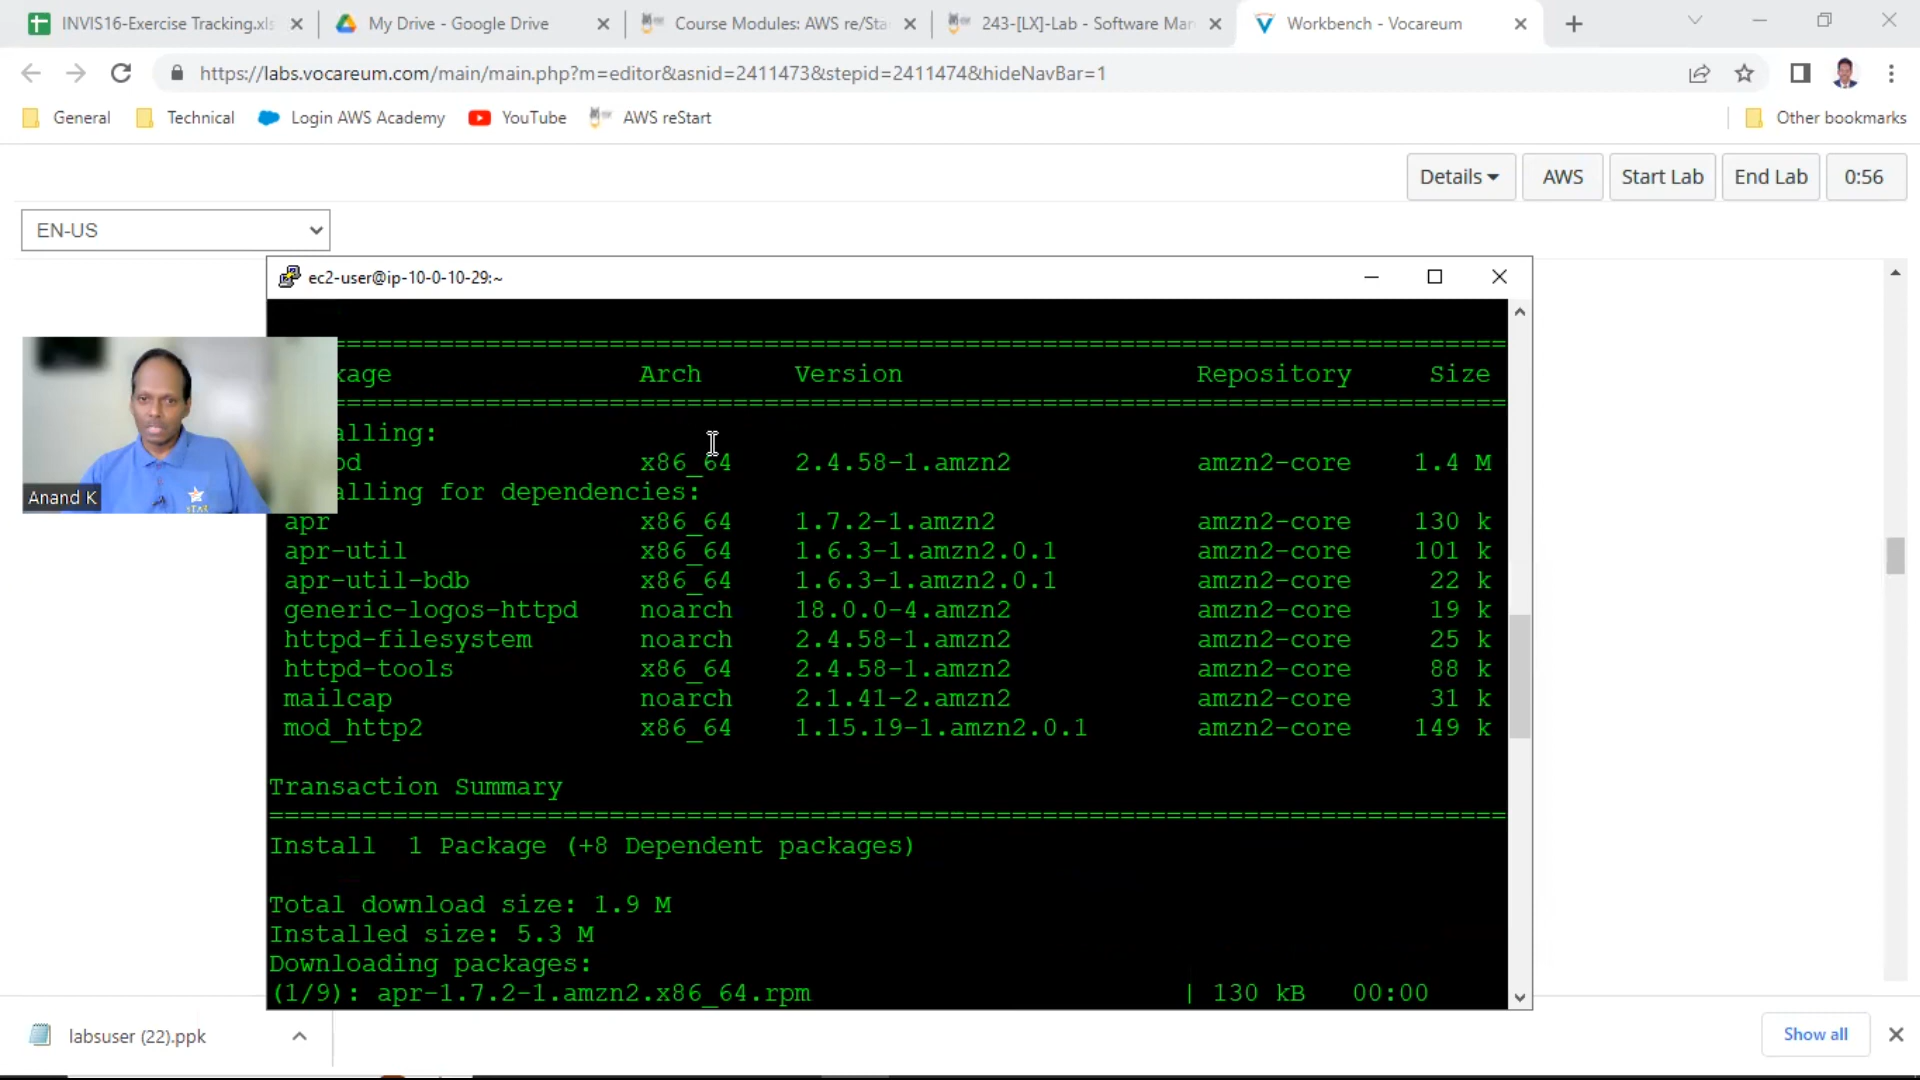 INVIS16-Exercise Tracking.xls
My Drive - Google Drive
Course Modules: AWS re/Sta
243-[LX]-Lab - Software Man
Workbench - Vocareum
https://labs.vocareum.com/main/main.php?m=editor&asnid=2411473&stepid=2411474&hideNavBar=1
General
Technical
Login AWS Academy
YouTube
AWS reStart
Other bookmarks
Details
AWS
Start Lab
End Lab
0:56
EN-US
ec2-user@ip-10-0-10-29:~
================================================================================
kage Arch Version Repository Size
================================================================================
alling:
pd x86_64 2.4.58-1.amzn2 amzn2-core 1.4 M
alling for dependencies:
apr x86_64 1.7.2-1.amzn2 amzn2-core 130 k
apr-util x86_64 1.6.3-1.amzn2.0.1 amzn2-core 101 k
apr-util-bdb x86_64 1.6.3-1.amzn2.0.1 amzn2-core 22 k
generic-logos-httpd noarch 18.0.0-4.amzn2 amzn2-core 19 k
httpd-filesystem noarch 2.4.58-1.amzn2 amzn2-core 25 k
httpd-tools x86_64 2.4.58-1.amzn2 amzn2-core 88 k
mailcap noarch 2.1.41-2.amzn2 amzn2-core 31 k
mod_http2 x86_64 1.15.19-1.amzn2.0.1 amzn2-core 149 k
Transaction Summary
================================================================================
Install 1 Package (+8 Dependent packages)
Total download size: 1.9 M
Installed size: 5.3 M
Downloading packages:
(1/9): apr-1.7.2-1.amzn2.x86_64.rpm | 130 kB 00:00
Anand K
labsuser (22).ppk
Show all